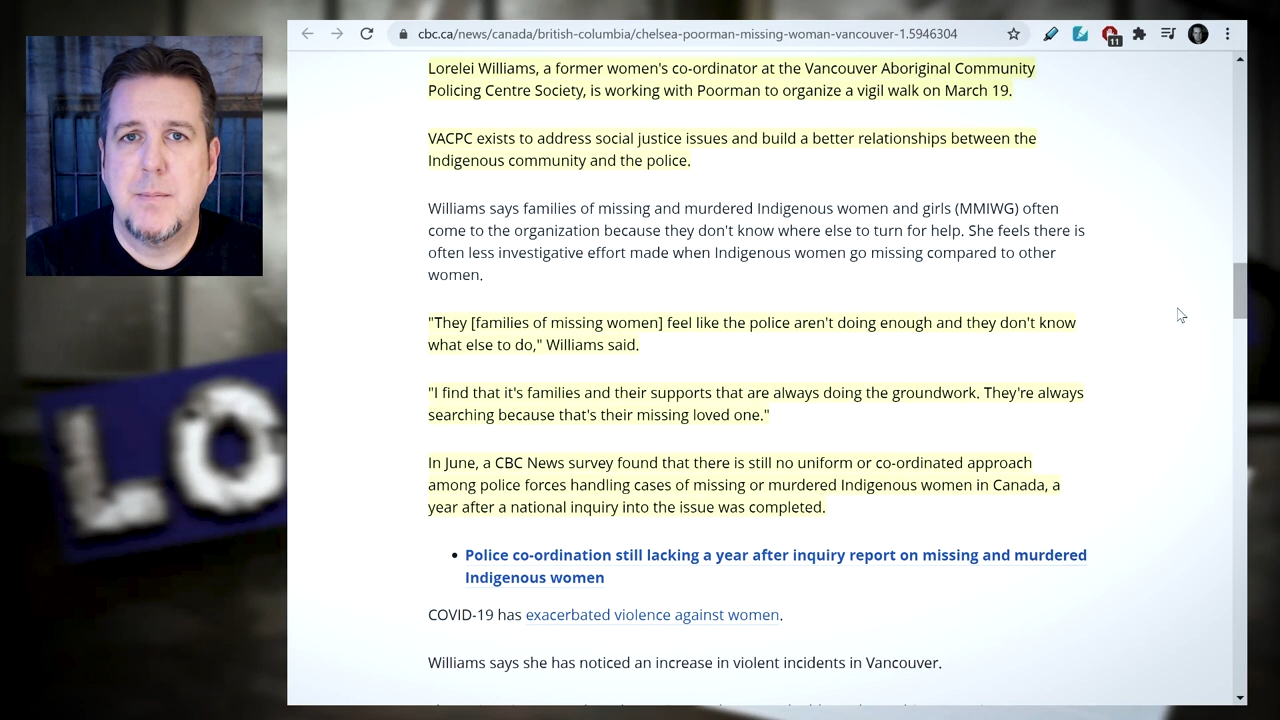 cbc.ca/news/canada/british-columbia/chelsea-poorman-missing-woman-vancouver-1.5946304
11
Lorelei Williams, a former women's co-ordinator at the Vancouver Aboriginal Community
Policing Centre Society, is working with Poorman to organize a vigil walk on March 19.
VACPC exists to address social justice issues and build a better relationships between the
Indigenous community and the police.
Williams says families of missing and murdered Indigenous women and girls (MMIWG) often
come to the organization because they don't know where else to turn for help. She feels there is
often less investigative effort made when Indigenous women go missing compared to other
women.
"They [families of missing women] feel like the police aren't doing enough and they don't know
what else to do," Williams said.
"I find that it's families and their supports that are always doing the groundwork. They're always
searching because that's their missing loved one."
In June, a CBC News survey found that there is still no uniform or co-ordinated approach
among police forces handling cases of missing or murdered Indigenous women in Canada, a
year after a national inquiry into the issue was completed.
• Police co-ordination still lacking a year after inquiry report on missing and murdered
Indigenous women
COVID-19 has exacerbated violence against women.
Williams says she has noticed an increase in violent incidents in Vancouver.
LO